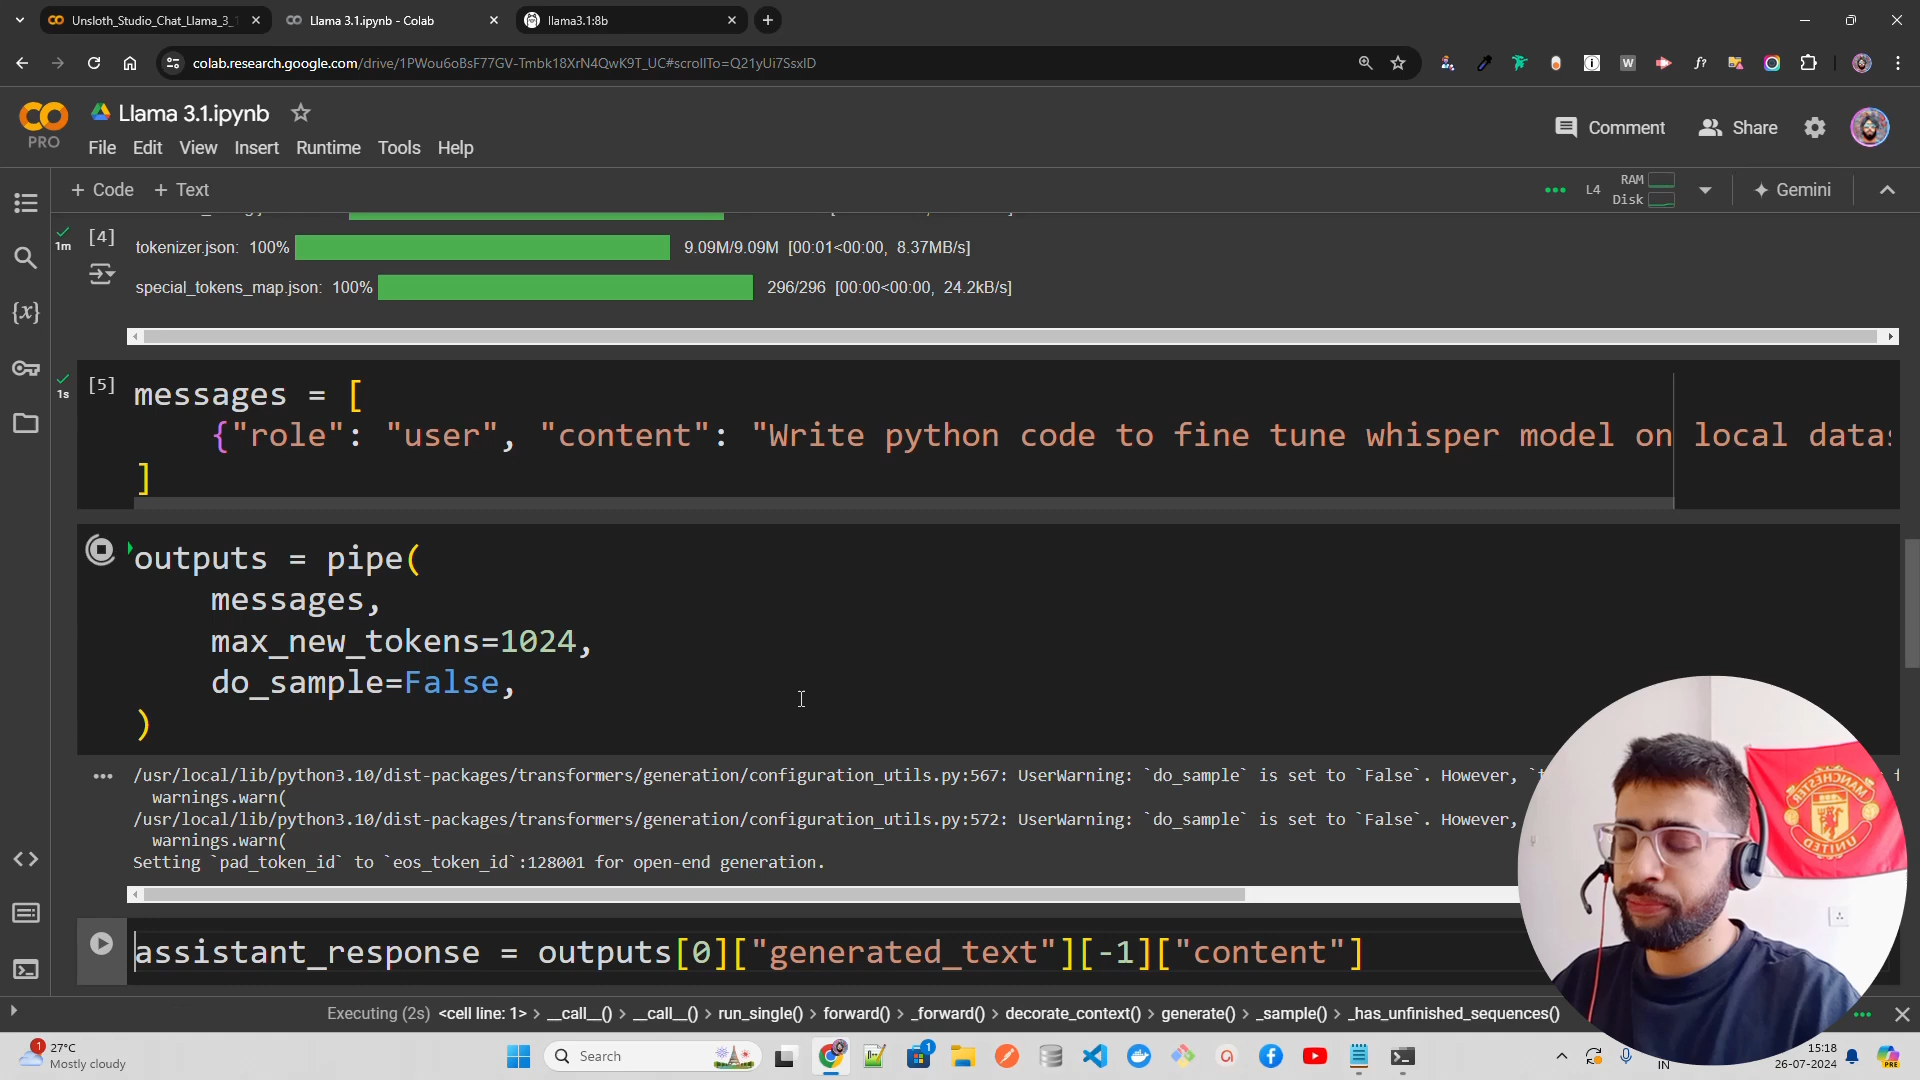 Unsloth_Studio_Chat_Llama_3_
Llama 3.1.ipynb - Colab
llama3.1:8b
colab.research.google.com/drive/1PWou6oBsF77GV-Tmbk18XrN4QwK9T_UC#scrollTo=Q21yUi7SsxlD
Llama 3.1.ipynb
PRO
File Edit View Insert Runtime Tools Help
Comment
Share
+ Code + Text
L4
RAM
Disk
Gemini
[4]
1m
tokenizer.json: 100% 9.09M/9.09M [00:01<00:00, 8.37MB/s]
special_tokens_map.json: 100% 296/296 [00:00<00:00, 24.2kB/s]
[5]
1s
messages = [
{"role": "user", "content": "Write python code to fine tune whisper model on local datas
]
outputs = pipe(
messages,
max_new_tokens=1024,
do_sample=False,
)
/usr/local/lib/python3.10/dist-packages/transformers/generation/configuration_utils.py:567: UserWarning: `do_sample` is set to `False`. However,
warnings.warn(
/usr/local/lib/python3.10/dist-packages/transformers/generation/configuration_utils.py:572: UserWarning: `do_sample` is set to `False`. However,
warnings.warn(
Setting `pad_token_id` to `eos_token_id`:128001 for open-end generation.
assistant_response = outputs[0]["generated_text"][-1]["content"]
MANCHESTER
UNITED
Executing (2s) <cell line: 1> > __call__() > __call__() > run_single() > forward() > _forward() > decorate_context() > generate() > _sample() > _has_unfinished_sequences()
1
27°C
Mostly cloudy
Search
1
IN
15:18
26-07-2024